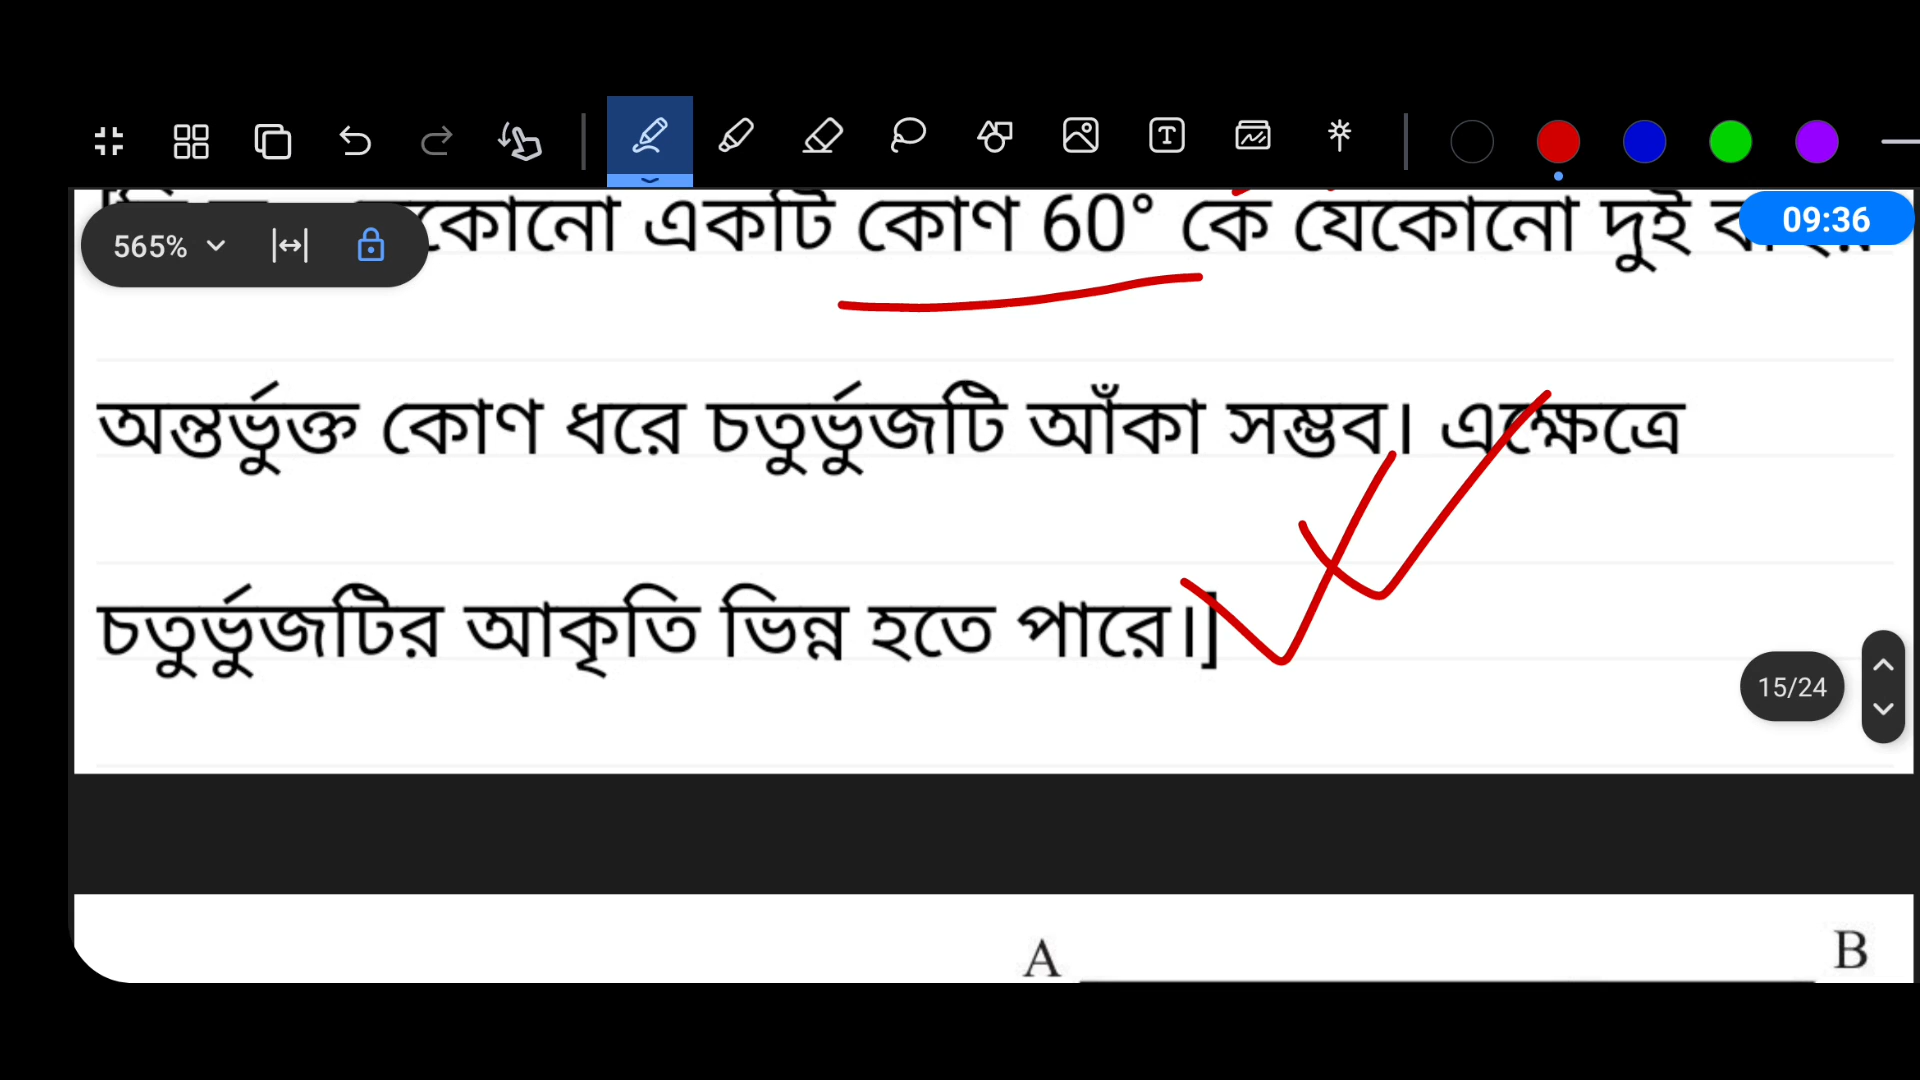 565%
কোনো একটি কোণ 60° কে যেকোনো দুই
09:36
অন্তর্ভুক্ত কোণ ধরে চতুর্ভুজটি আঁকা সম্ভব। এক্ষেত্রে
চতুর্ভুজটির আকৃতি ভিন্ন হতে পারে।]
15/24
A B